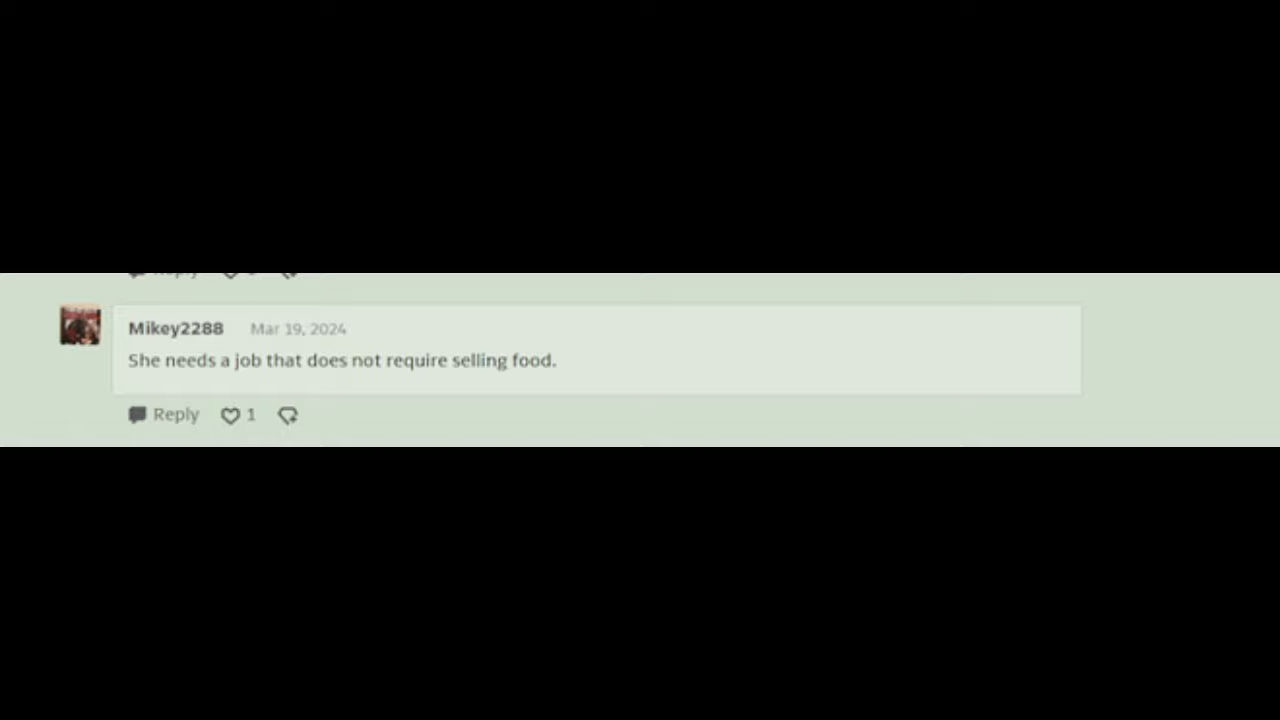 Mikey2288 Mar 19, 2024
She needs a job that does not require selling food.
Reply 1